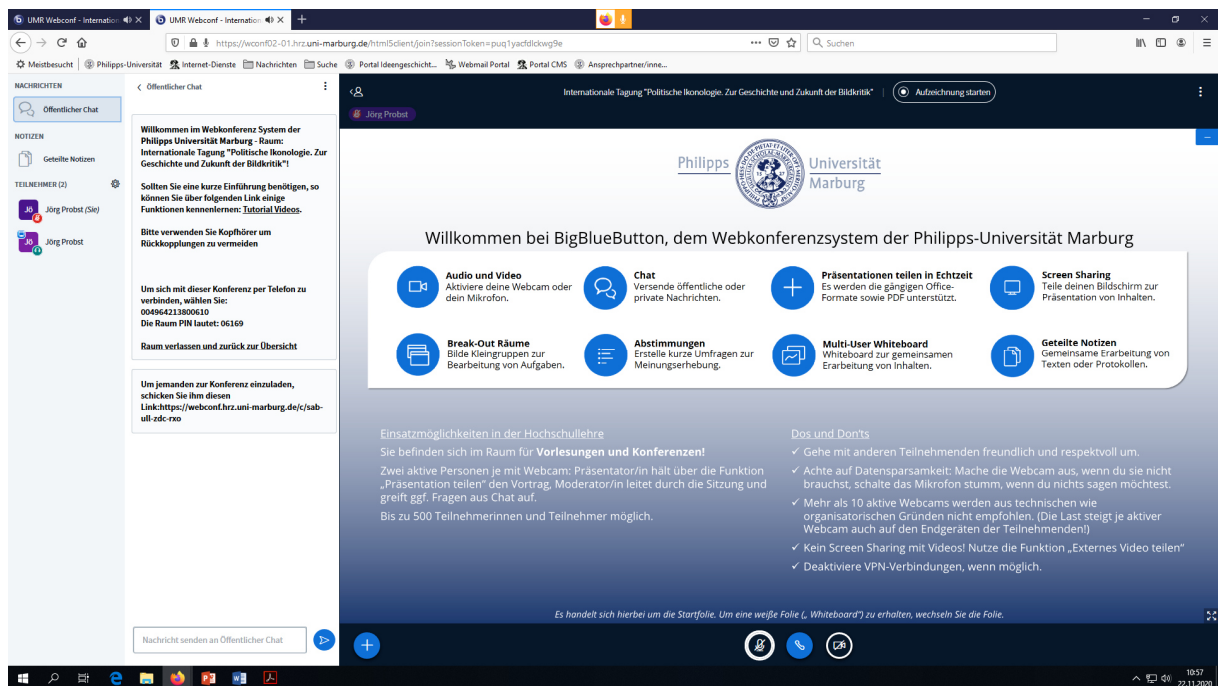 UMR Webconf - Internation
UMR Webconf - Internation
https://wconf02-01.hrz.uni-marburg.de/html5client/join?sessionToken=puq1yacfdlckwg9e
Suchen
Meistbesucht
Philipps-Universität
Internet-Dienste
Nachrichten
Suche
Portal Ideengeschicht...
Webmail Portal
Portal CMS
Ansprechpartner/inne...
NACHRICHTEN
Öffentlicher Chat
NOTIZEN
Geteilte Notizen
TEILNEHMER (2)
Jö
Jörg Probst (Sie)
Jö
Jörg Probst
Öffentlicher Chat
Willkommen im Webkonferenz System der
Philipps Universität Marburg - Raum:
Internationale Tagung "Politische Ikonologie. Zur
Geschichte und Zukunft der Bildkritik"!
Sollten Sie eine kurze Einführung benötigen, so
können Sie über folgenden Link einige
Funktionen kennenlernen: Tutorial Videos.
Bitte verwenden Sie Kopfhörer um
Rückkopplungen zu vermeiden
Um sich mit dieser Konferenz per Telefon zu
verbinden, wählen Sie:
004964213800610
Die Raum PIN lautet: 06169
Raum verlassen und zurück zur Übersicht
Um jemanden zur Konferenz einzuladen,
schicken Sie ihm diesen
Link:https://webconf.hrz.uni-marburg.de/c/sab-
ull-zdc-rxo
Nachricht senden an Öffentlicher Chat
Internationale Tagung "Politische Ikonologie. Zur Geschichte und Zukunft der Bildkritik"
Aufzeichnung starten
Jörg Probst
Philipps Universität
Marburg
Willkommen bei BigBlueButton, dem Webkonferenzsystem der Philipps-Universität Marburg
Audio und Video
Aktiviere deine Webcam oder
dein Mikrofon.
Chat
Versende öffentliche oder
private Nachrichten.
Präsentationen teilen in Echtzeit
Es werden die gängigen Office-
Formate sowie PDF unterstützt.
Screen Sharing
Teile deinen Bildschirm zur
Präsentation von Inhalten.
Break-Out Räume
Bilde Kleingruppen zur
Bearbeitung von Aufgaben.
Abstimmungen
Erstelle kurze Umfragen zur
Meinungserhebung.
Multi-User Whiteboard
Whiteboard zur gemeinsamen
Erarbeitung von Inhalten.
Geteilte Notizen
Gemeinsame Erarbeitung von
Texten oder Protokollen.
Einsatzmöglichkeiten in der Hochschullehre
Sie befinden sich im Raum für Vorlesungen und Konferenzen!
Zwei aktive Personen je mit Webcam: Präsentator/in hält über die Funktion
„Präsentation teilen“ den Vortrag, Moderator/in leitet durch die Sitzung und
greift ggf. Fragen aus Chat auf.
Bis zu 500 Teilnehmerinnen und Teilnehmer möglich.
Dos und Don'ts
✓ Gehe mit anderen Teilnehmenden freundlich und respektvoll um.
✓ Achte auf Datensparsamkeit: Mache die Webcam aus, wenn du sie nicht
brauchst, schalte das Mikrofon stumm, wenn du nichts sagen möchtest.
✓ Mehr als 10 aktive Webcams werden aus technischen wie
organisatorischen Gründen nicht empfohlen. (Die Last steigt je aktiver
Webcam auch auf den Endgeräten der Teilnehmenden!)
✓ Kein Screen Sharing mit Videos! Nutze die Funktion „Externes Video teilen“
✓ Deaktiviere VPN-Verbindungen, wenn möglich.
Es handelt sich hierbei um die Startfolie. Um eine weiße Folie („ Whiteboard“) zu erhalten, wechseln Sie die Folie.
10:57
22.11.2020